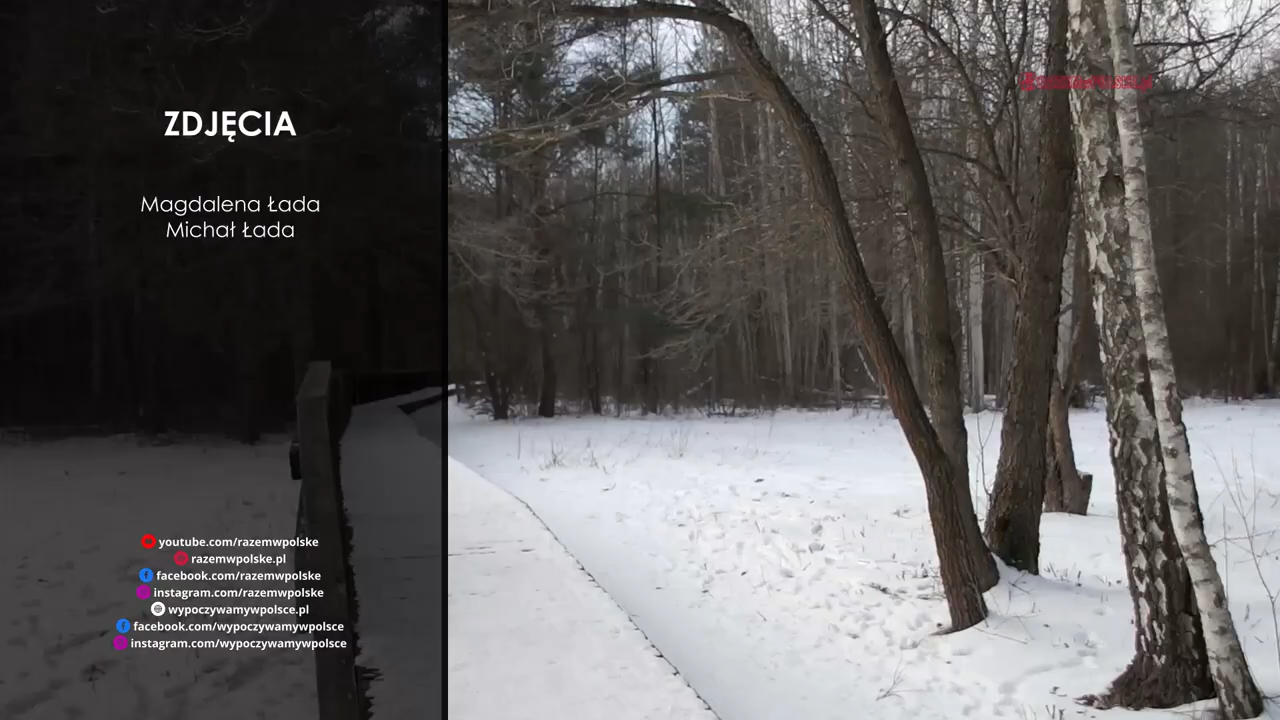 ZDJĘCIA
Magdalena Łada
Michał Łada
youtube.com/razemwpolske
razemwpolske.pl
facebook.com/razemwpolske
instagram.com/razemwpolske
wypoczywamywpolsce.pl
facebook.com/wypoczywamywpolsce
instagram.com/wypoczywamywpolsce